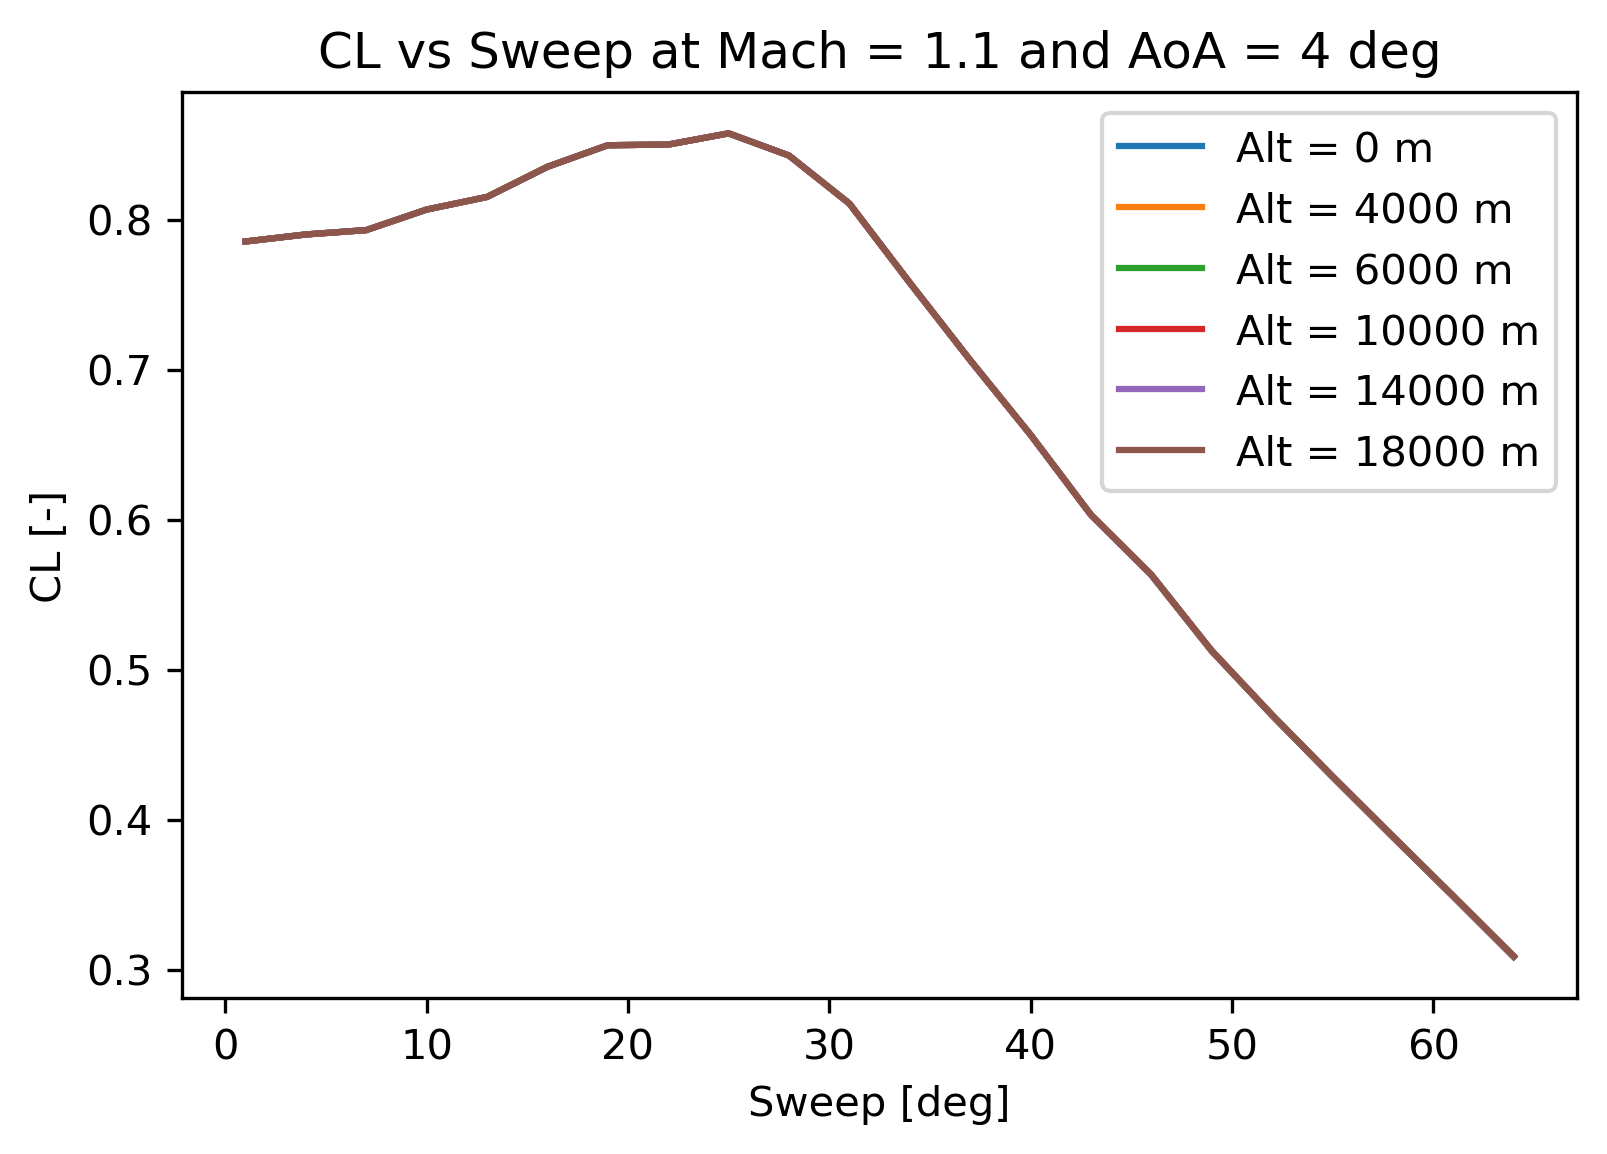 CL vs Sweep at Mach = 1.1 and AoA = 4 deg
Alt = 0 m
Alt = 4000 m
Alt = 6000 m
Alt = 10000 m
Alt = 14000 m
Alt = 18000 m
CL [-]
0.8
0.7
0.6
0.5
0.4
0.3
0
10
20
30
40
50
60
Sweep [deg]